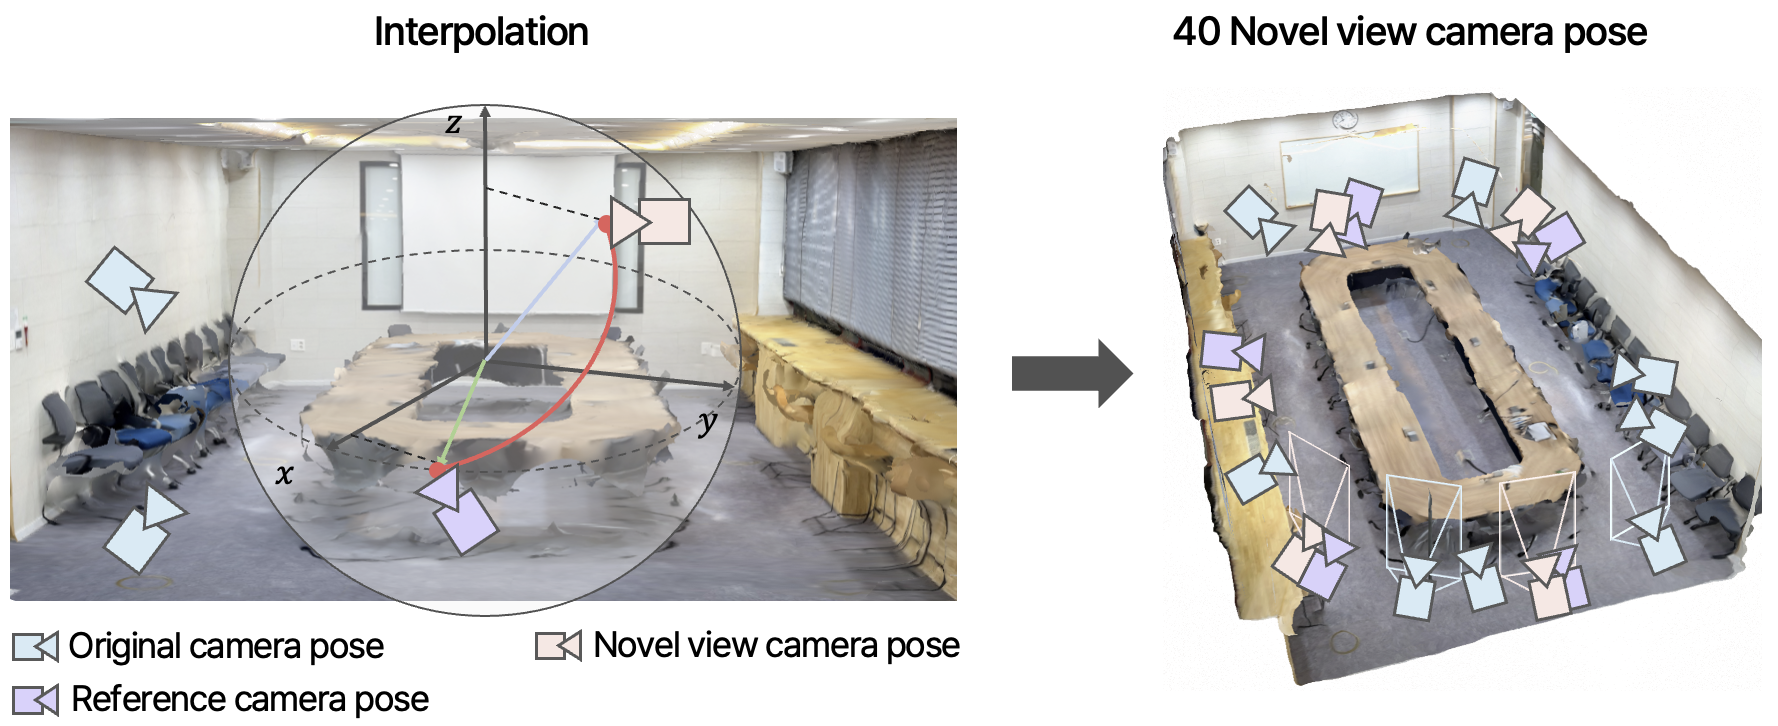 Interpolation
40 Novel view camera pose
z
x
y
Original camera pose
Novel view camera pose
Reference camera pose